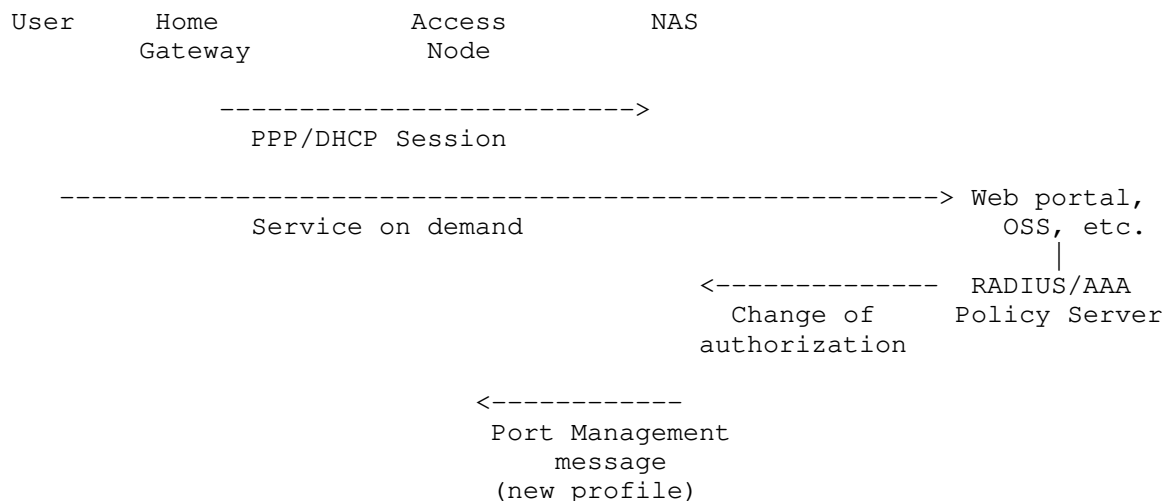 User Home Access NAS
Gateway Node
--------------------------->
PPP/DHCP Session
--------------------------------------------------------> Web portal,
Service on demand OSS, etc.
|
<-------------- RADIUS/AAA
Change of Policy Server
authorization
<------------
Port Management
message
(new profile)